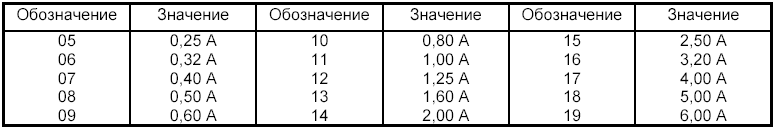 Обозначение Значение Обозначение Значение Обозначение Значение
05 0,25 А 10 0,80 А 15 2,50 А
06 0,32 А 11 1,00 А 16 3,20 А
07 0,40 А 12 1,25 А 17 4,00 А
08 0,50 А 13 1,60 А 18 5,00 А
09 0,60 А 14 2,00 А 19 6,00 А